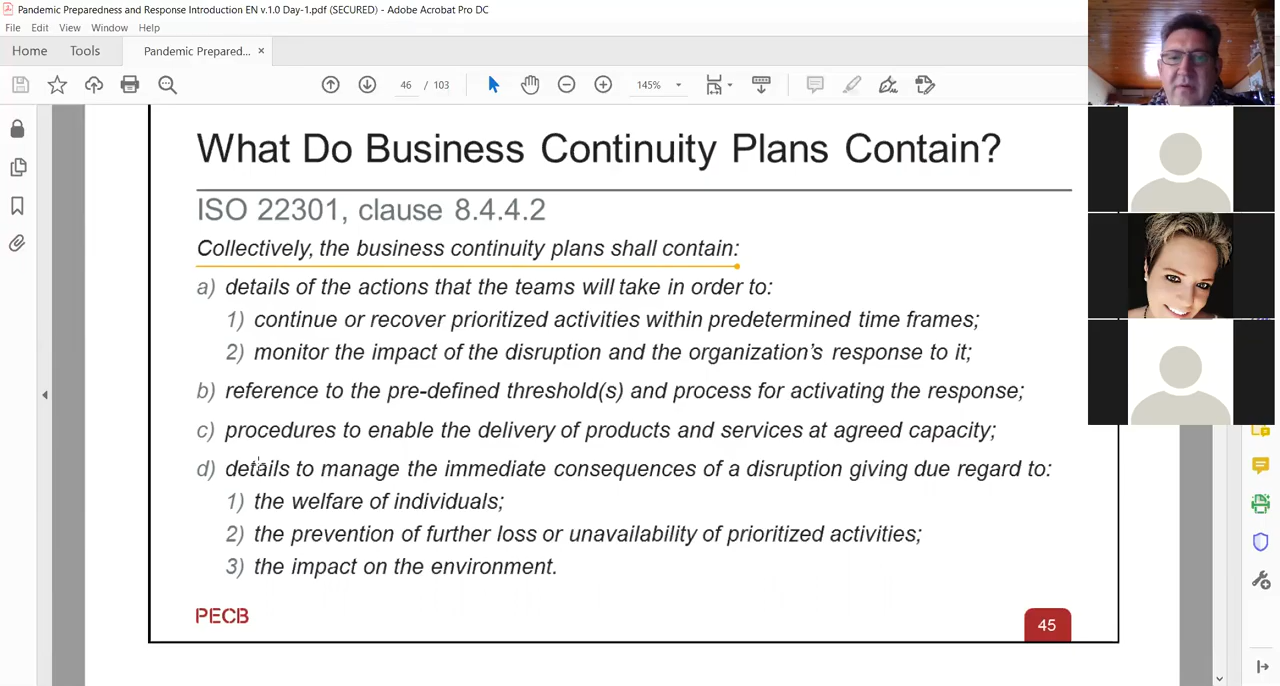 Pandemic Preparedness and Response Introduction EN v.1.0 Day-1.pdf (SECURED) - Adobe Acrobat Pro DC
File Edit View Window Help
Home Tools Pandemic Prepared... ×
46 / 103 145%
What Do Business Continuity Plans Contain?
ISO 22301, clause 8.4.4.2
Collectively, the business continuity plans shall contain:
a) details of the actions that the teams will take in order to:
1) continue or recover prioritized activities within predetermined time frames;
2) monitor the impact of the disruption and the organization's response to it;
b) reference to the pre-defined threshold(s) and process for activating the response;
c) procedures to enable the delivery of products and services at agreed capacity;
d) details to manage the immediate consequences of a disruption giving due regard to:
1) the welfare of individuals;
2) the prevention of further loss or unavailability of prioritized activities;
3) the impact on the environment.
PECB
45